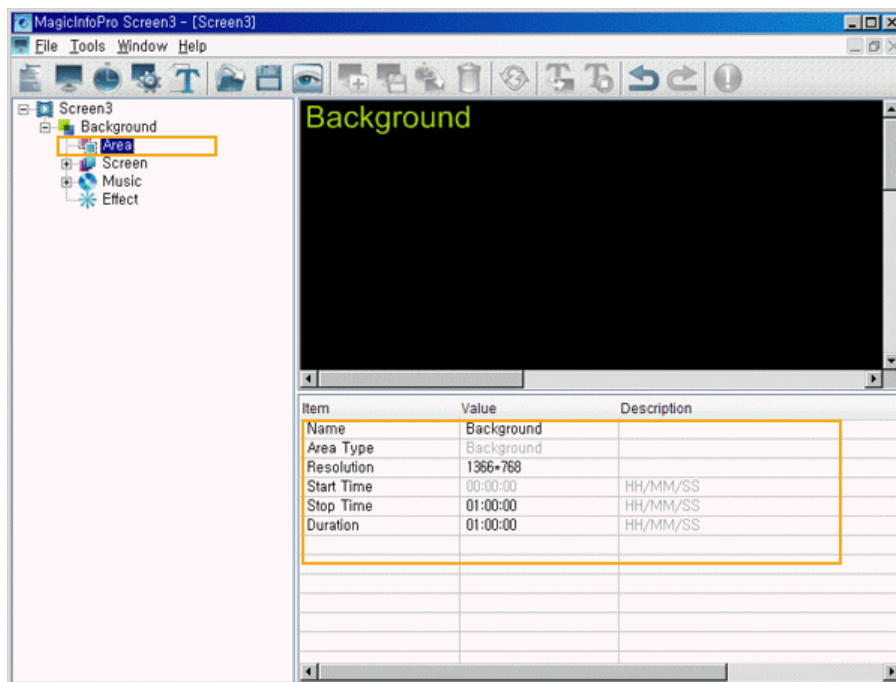 MagicInfoPro Screen3 - [Screen3]
File Tools Window Help
Screen3
Background
Area
Screen
Music
Effect
Background
Item Value Description
Name Background
Area Type Background
Resolution 1366*768
Start Time 00:00:00 HH/MM/SS
Stop Time 01:00:00 HH/MM/SS
Duration 01:00:00 HH/MM/SS